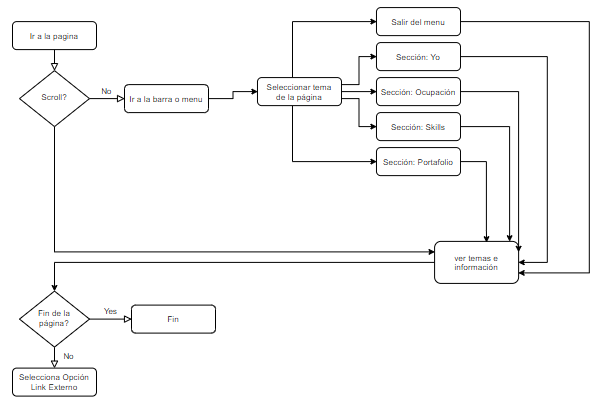 Ir a la pagina
Scroll?
No
Ir a la barra o menu
Seleccionar tema
de la página
Salir del menu
Sección: Yo
Sección: Ocupación
Sección: Skills
Sección: Portafolio
ver temas e
información
Fin de la
página?
Yes
Fin
No
Selecciona Opción
Link Externo